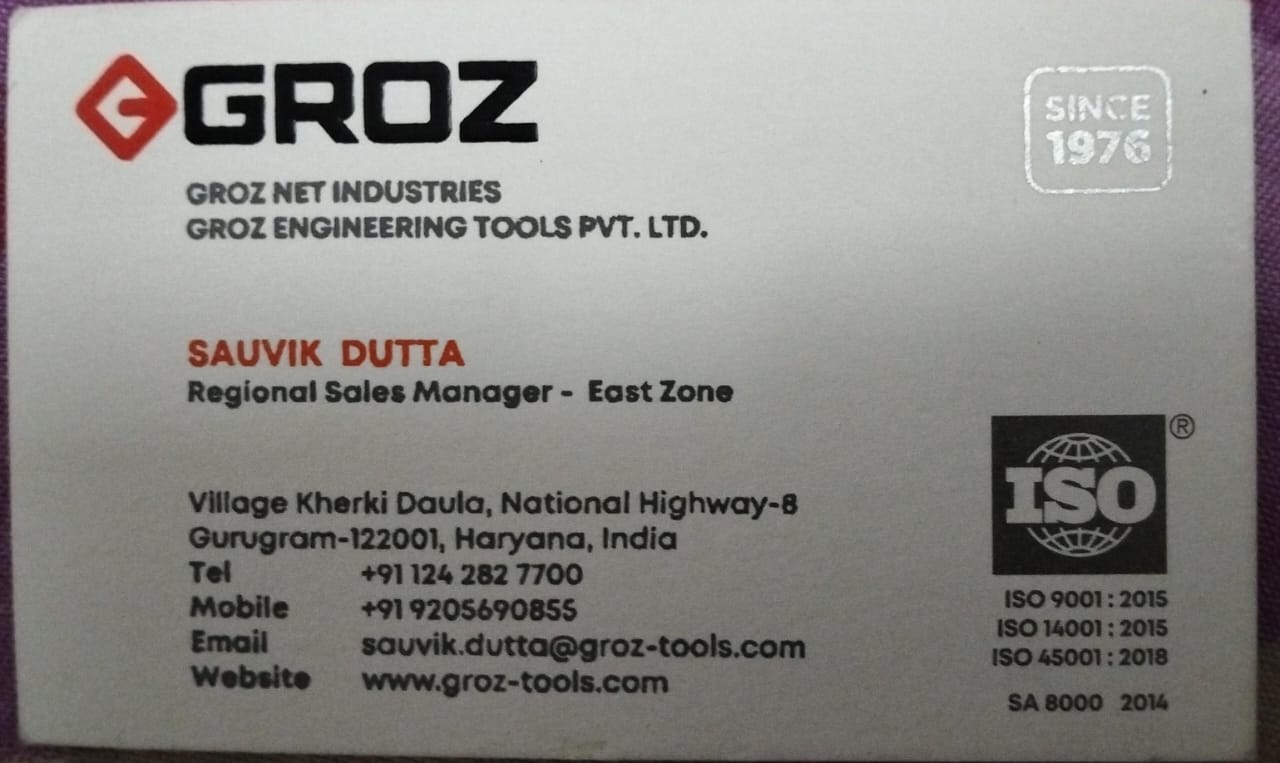 GROZ
SINCE
1976
GROZ NET INDUSTRIES
GROZ ENGINEERING TOOLS PVT. LTD.
SAUVIK DUTTA
Regional Sales Manager - East Zone
Village Kherki Daula, National Highway-8
Gurugram-122001, Haryana, India
Tel +91 124 282 7700
Mobile +91 9205690855
Email sauvik.dutta@groz-tools.com
Website www.groz-tools.com
ISO ®
ISO 9001 : 2015
ISO 14001 : 2015
ISO 45001 : 2018
SA 8000 2014